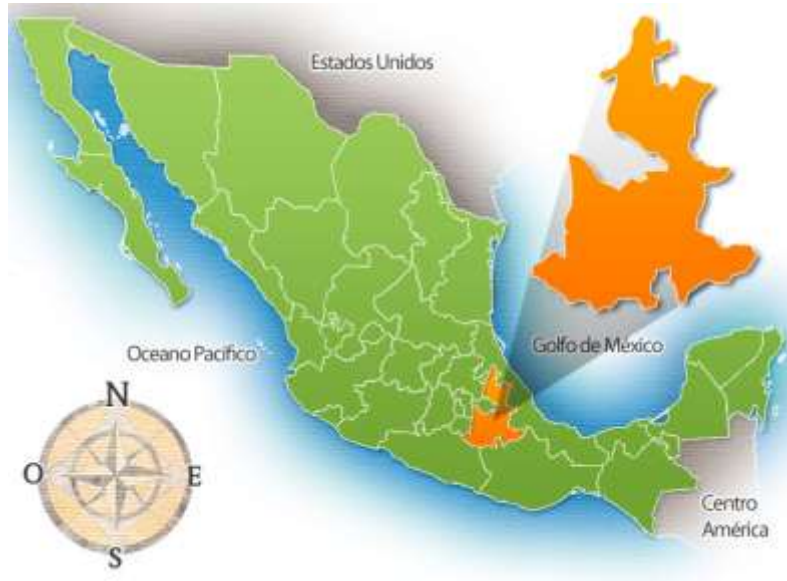 Estados Unidos
Golfo de México
Oceano Pacifico
N
O
E
S
Centro
América